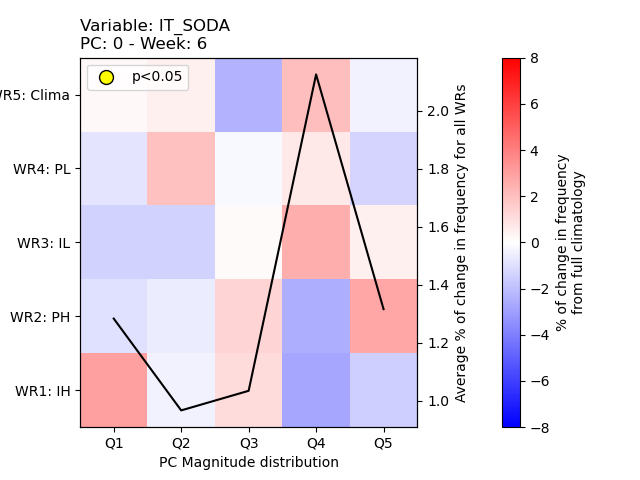 Variable: IT_SODA
PC: 0 - Week: 6
p<0.05
WR5: Clima
WR4: PL
WR3: IL
WR2: PH
WR1: IH
Q1 Q2 Q3 Q4 Q5
PC Magnitude distribution
2.0
1.8
1.6
1.4
1.2
1.0
Average % of change in frequency for all WRs
8
6
4
2
0
−2
−4
−6
−8
% of change in frequency
from full climatology